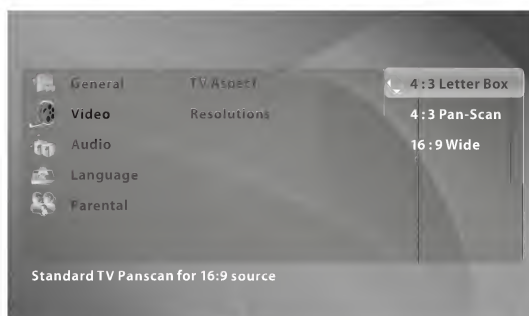 General TV Aspect 4:3 Letter Box
Video Resolutions 4:3 Pan-Scan
Audio 16:9 Wide
Language
Parental
Standard TV Panscan for 16:9 source